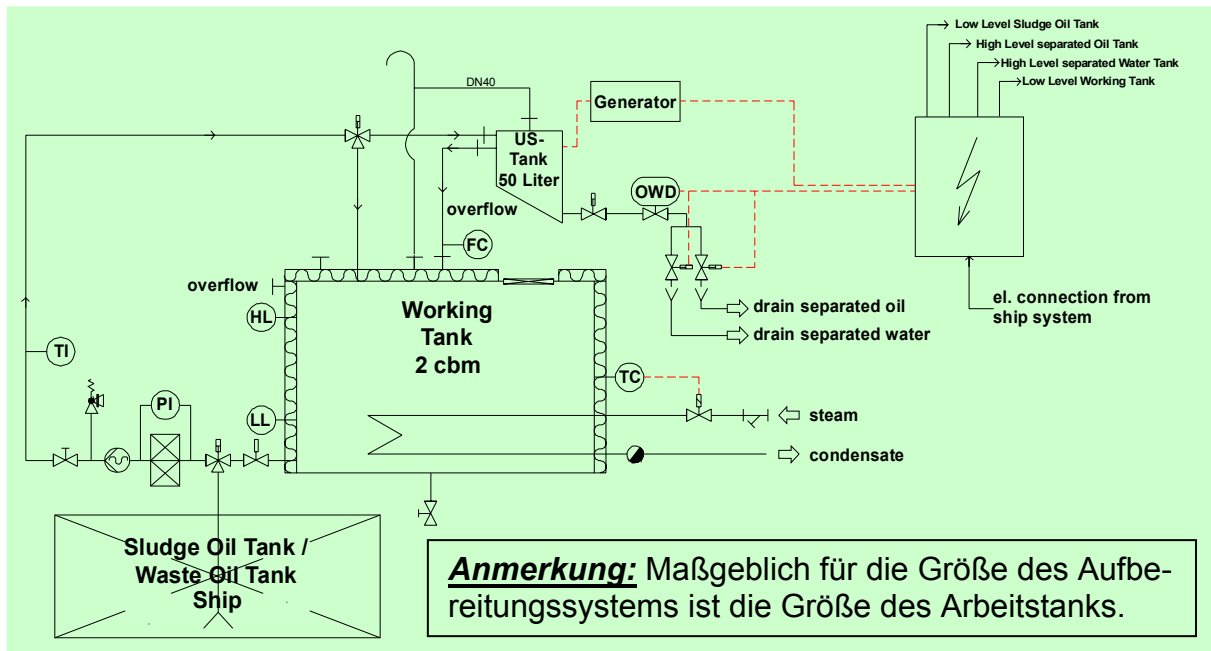 Low Level Sludge Oil Tank
High Level separated Oil Tank
High Level separated Water Tank
Low Level Working Tank
DN40
Generator
US-
Tank
50 Liter
OWD
overflow
FC
overflow
HL
Working
Tank
2 cbm
drain separated oil
drain separated water
el. connection from
ship system
TI
TC
PI
LL
steam
condensate
Sludge Oil Tank /
Waste Oil Tank
Ship
Anmerkung: Maßgeblich für die Größe des Aufbe-
reitungssystems ist die Größe des Arbeitstanks.